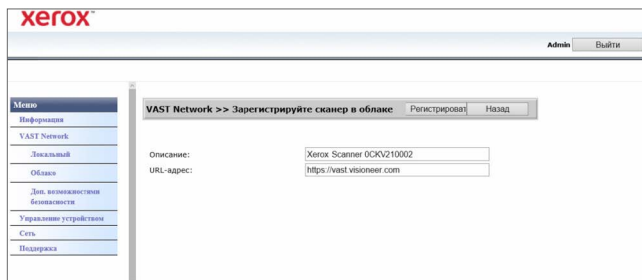 xerox™
Admin Выйти
Меню
Информация
VAST Network
Локальный
Облако
Доп. возможностями
безопасности
Управление устройством
Сеть
Поддержка
VAST Network >> Зарегистрируйте сканер в облаке Регистрироват Назад
Описание: Xerox Scanner 0CKV210002
URL-адрес: https://vast.visioneer.com